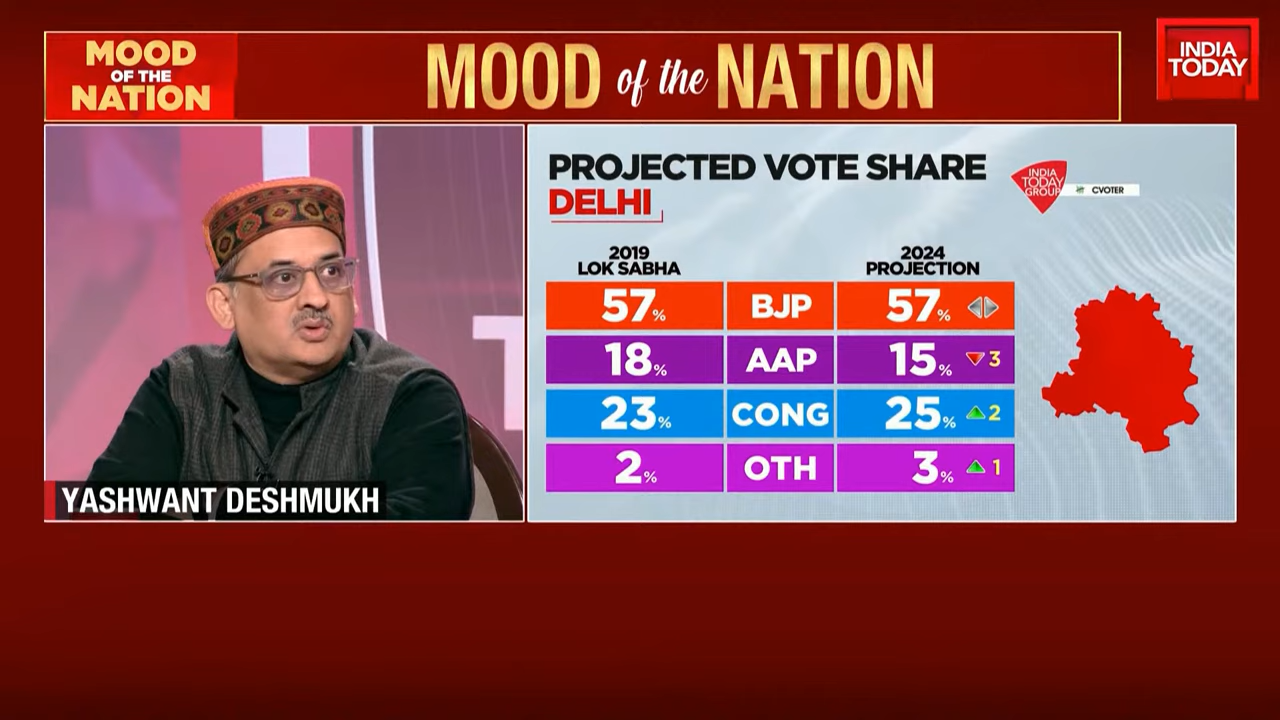 MOOD
OF THE
NATION
MOOD of the NATION
INDIA
TODAY
PROJECTED VOTE SHARE
DELHI
INDIA
TODAY
GROUP
CVOTER
2019
LOK SABHA
2024
PROJECTION
57% BJP 57%
18% AAP 15% 3
23% CONG 25% 2
2% OTH 3% 1
YASHWANT DESHMUKH